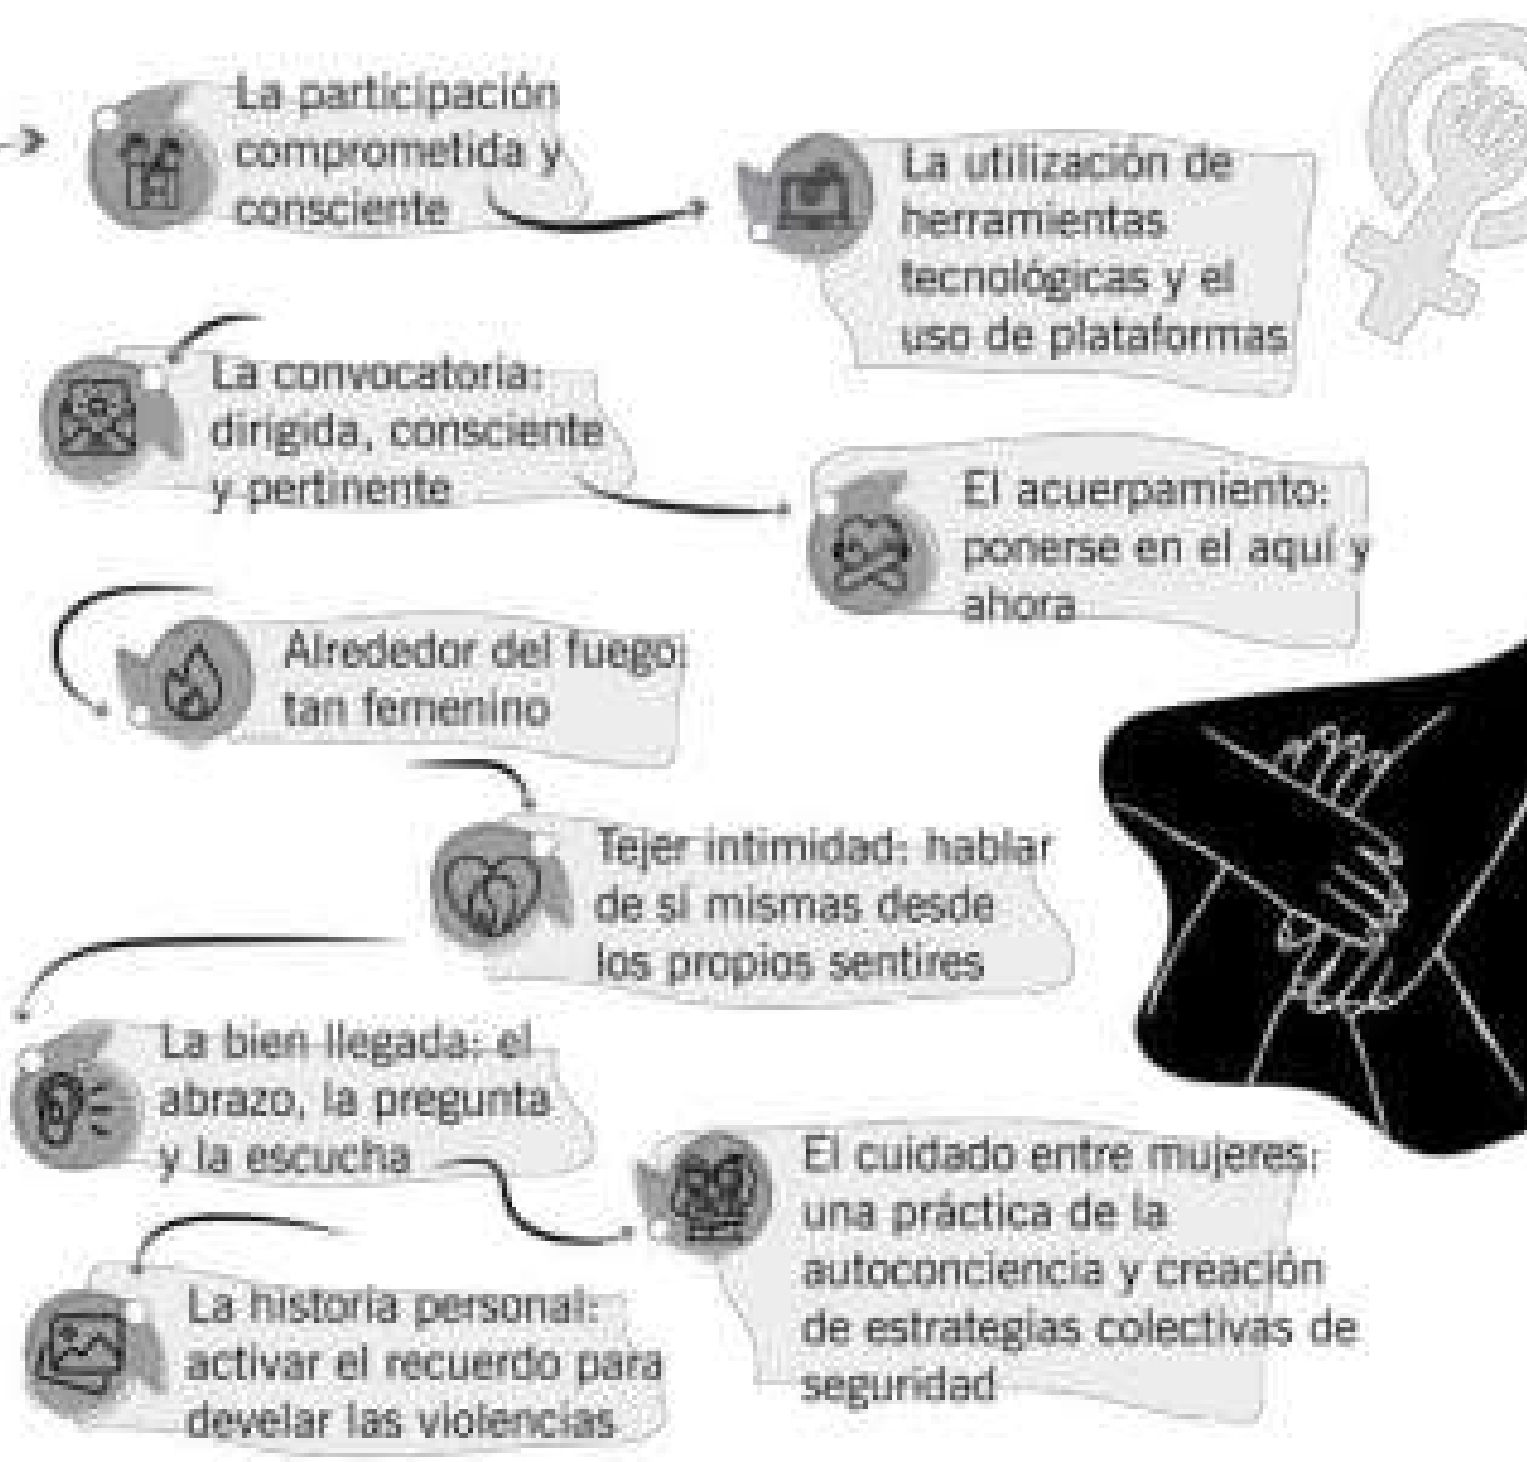 La participación
comprometida y
consciente
La utilización de
herramientas
tecnológicas y el
uso de plataformas
La convocatoria:
dirigida, consciente
y pertinente
El acuerpamiento:
ponerse en el aquí y
ahora
Alrededor del fuego:
tan femenino
Tejer intimidad: hablar
de sí mismas desde
los propios sentires
La bien llegada: el
abrazo, la pregunta
y la escucha
El cuidado entre mujeres:
una práctica de la
autoconciencia y creación
de estrategias colectivas de
seguridad
La historia personal:
activar el recuerdo para
develar las violencias